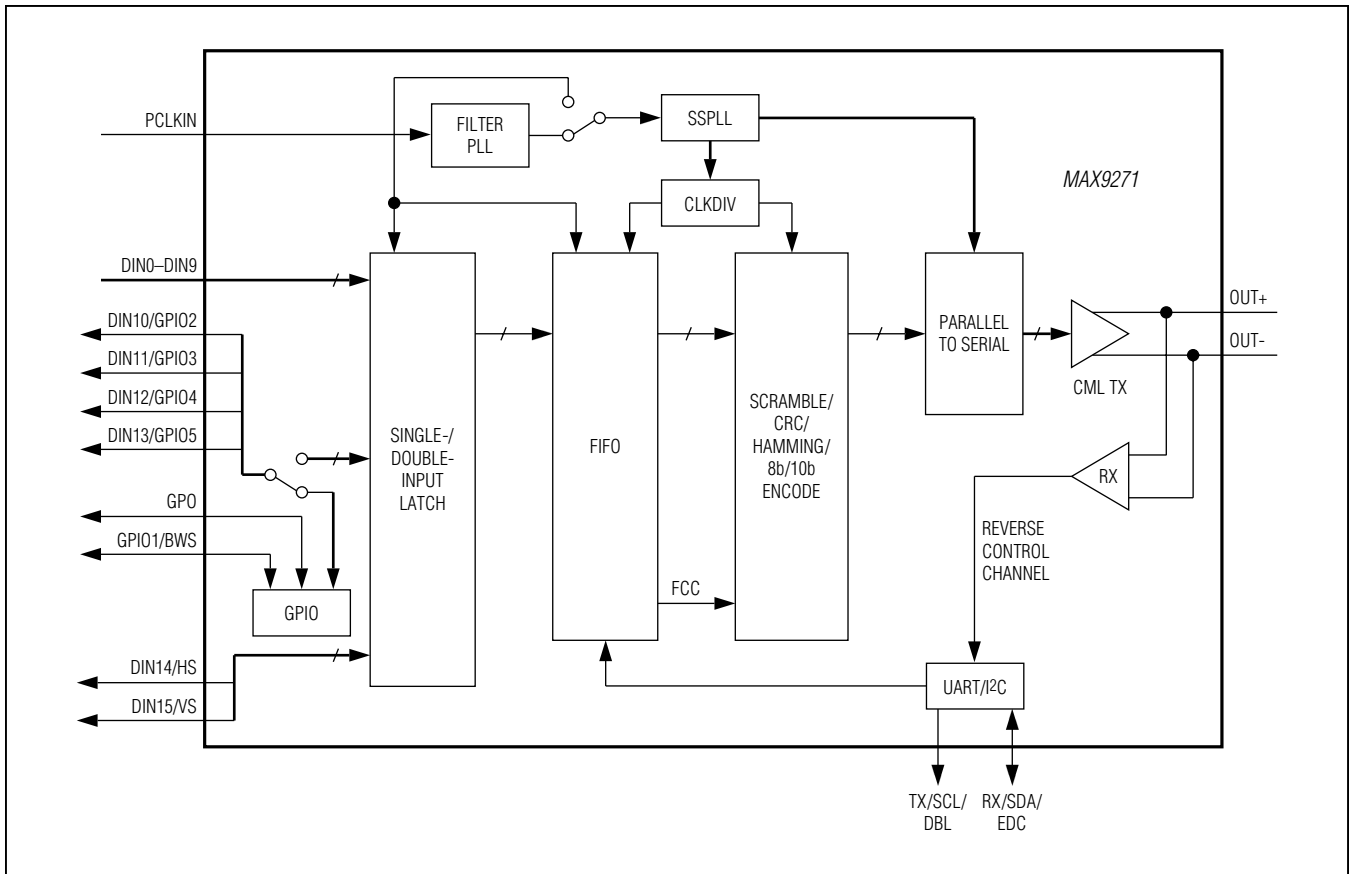 PCLKIN
FILTER
PLL
SSPLL
MAX9271
CLKDIV
DIN0–DIN9
DIN10/GPIO2
DIN11/GPIO3
DIN12/GPIO4
DIN13/GPIO5
GPO
GPIO1/BWS
GPIO
DIN14/HS
DIN15/VS
SINGLE-/
DOUBLE-
INPUT
LATCH
FIFO
FCC
SCRAMBLE/
CRC/
HAMMING/
8b/10b
ENCODE
PARALLEL
TO SERIAL
CML TX
OUT+
OUT-
RX
REVERSE
CONTROL
CHANNEL
UART/I²C
TX/SCL/
DBL
RX/SDA/
EDC